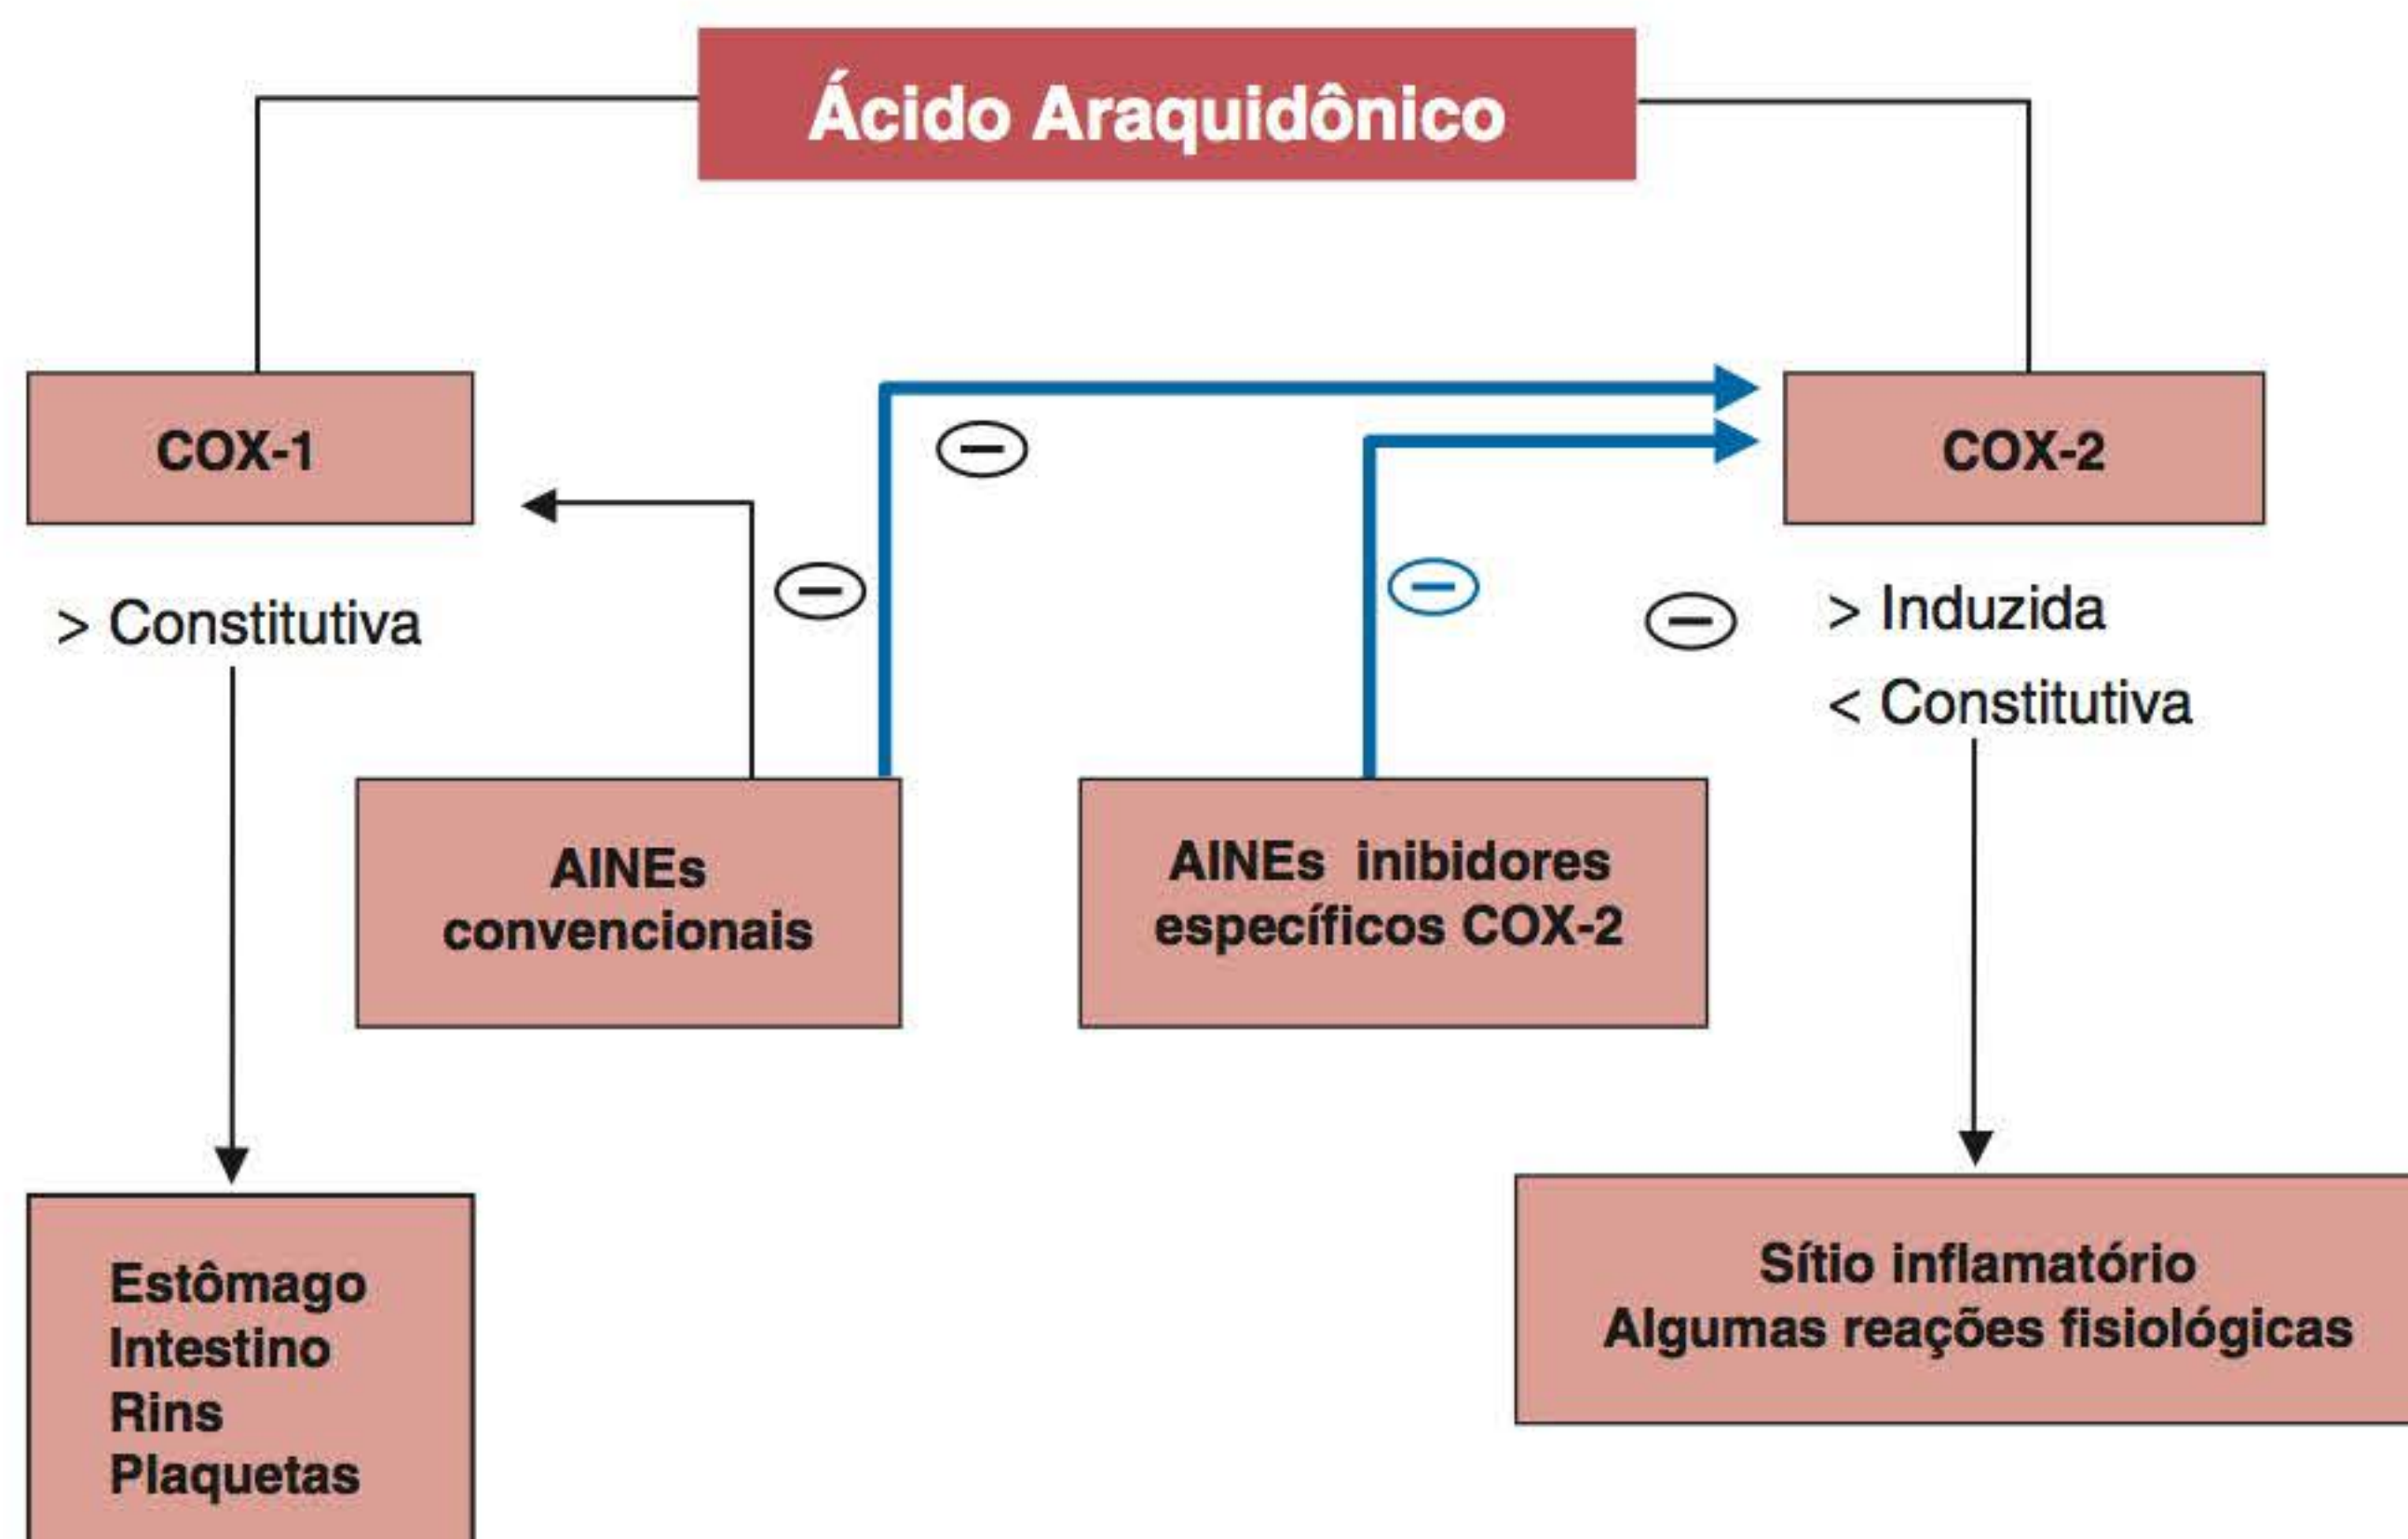 Ácido Araquidônico
COX-1
COX-2
> Constitutiva
> Induzida
< Constitutiva
AINEs
convencionais
AINEs  inibidores
específicos COX-2
Estômago
Intestino
Rins
Plaquetas
Sítio inflamatório
Algumas reações fisiológicas